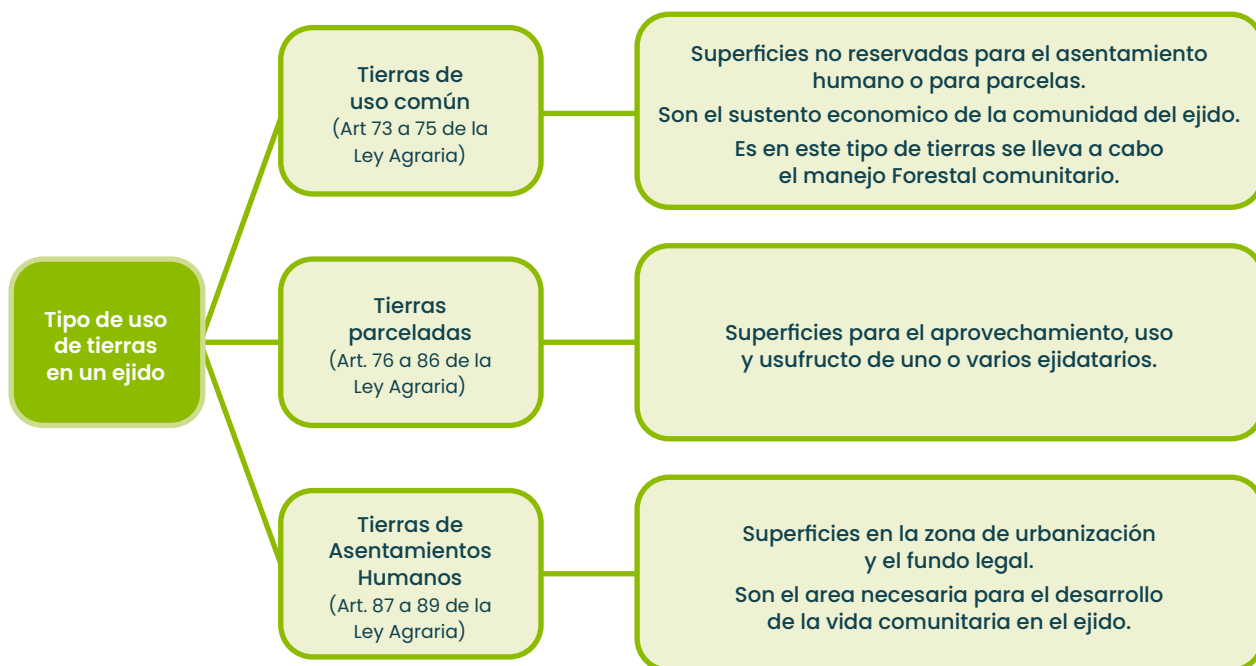 Tipo de uso
de tierras
en un ejido
Tierras de
uso común
(Art 73 a 75 de la
Ley Agraria)
Superficies no reservadas para el asentamiento
humano o para parcelas.
Son el sustento economico de la comunidad del ejido.
Es en este tipo de tierras se lleva a cabo
el manejo Forestal comunitario.
Tierras
parceladas
(Art. 76 a 86 de la
Ley Agraria)
Superficies para el aprovechamiento, uso
y usufructo de uno o varios ejidatarios.
Tierras de
Asentamientos
Humanos
(Art. 87 a 89 de la
Ley Agraria)
Superficies en la zona de urbanización
y el fundo legal.
Son el area necesaria para el desarrollo
de la vida comunitaria en el ejido.